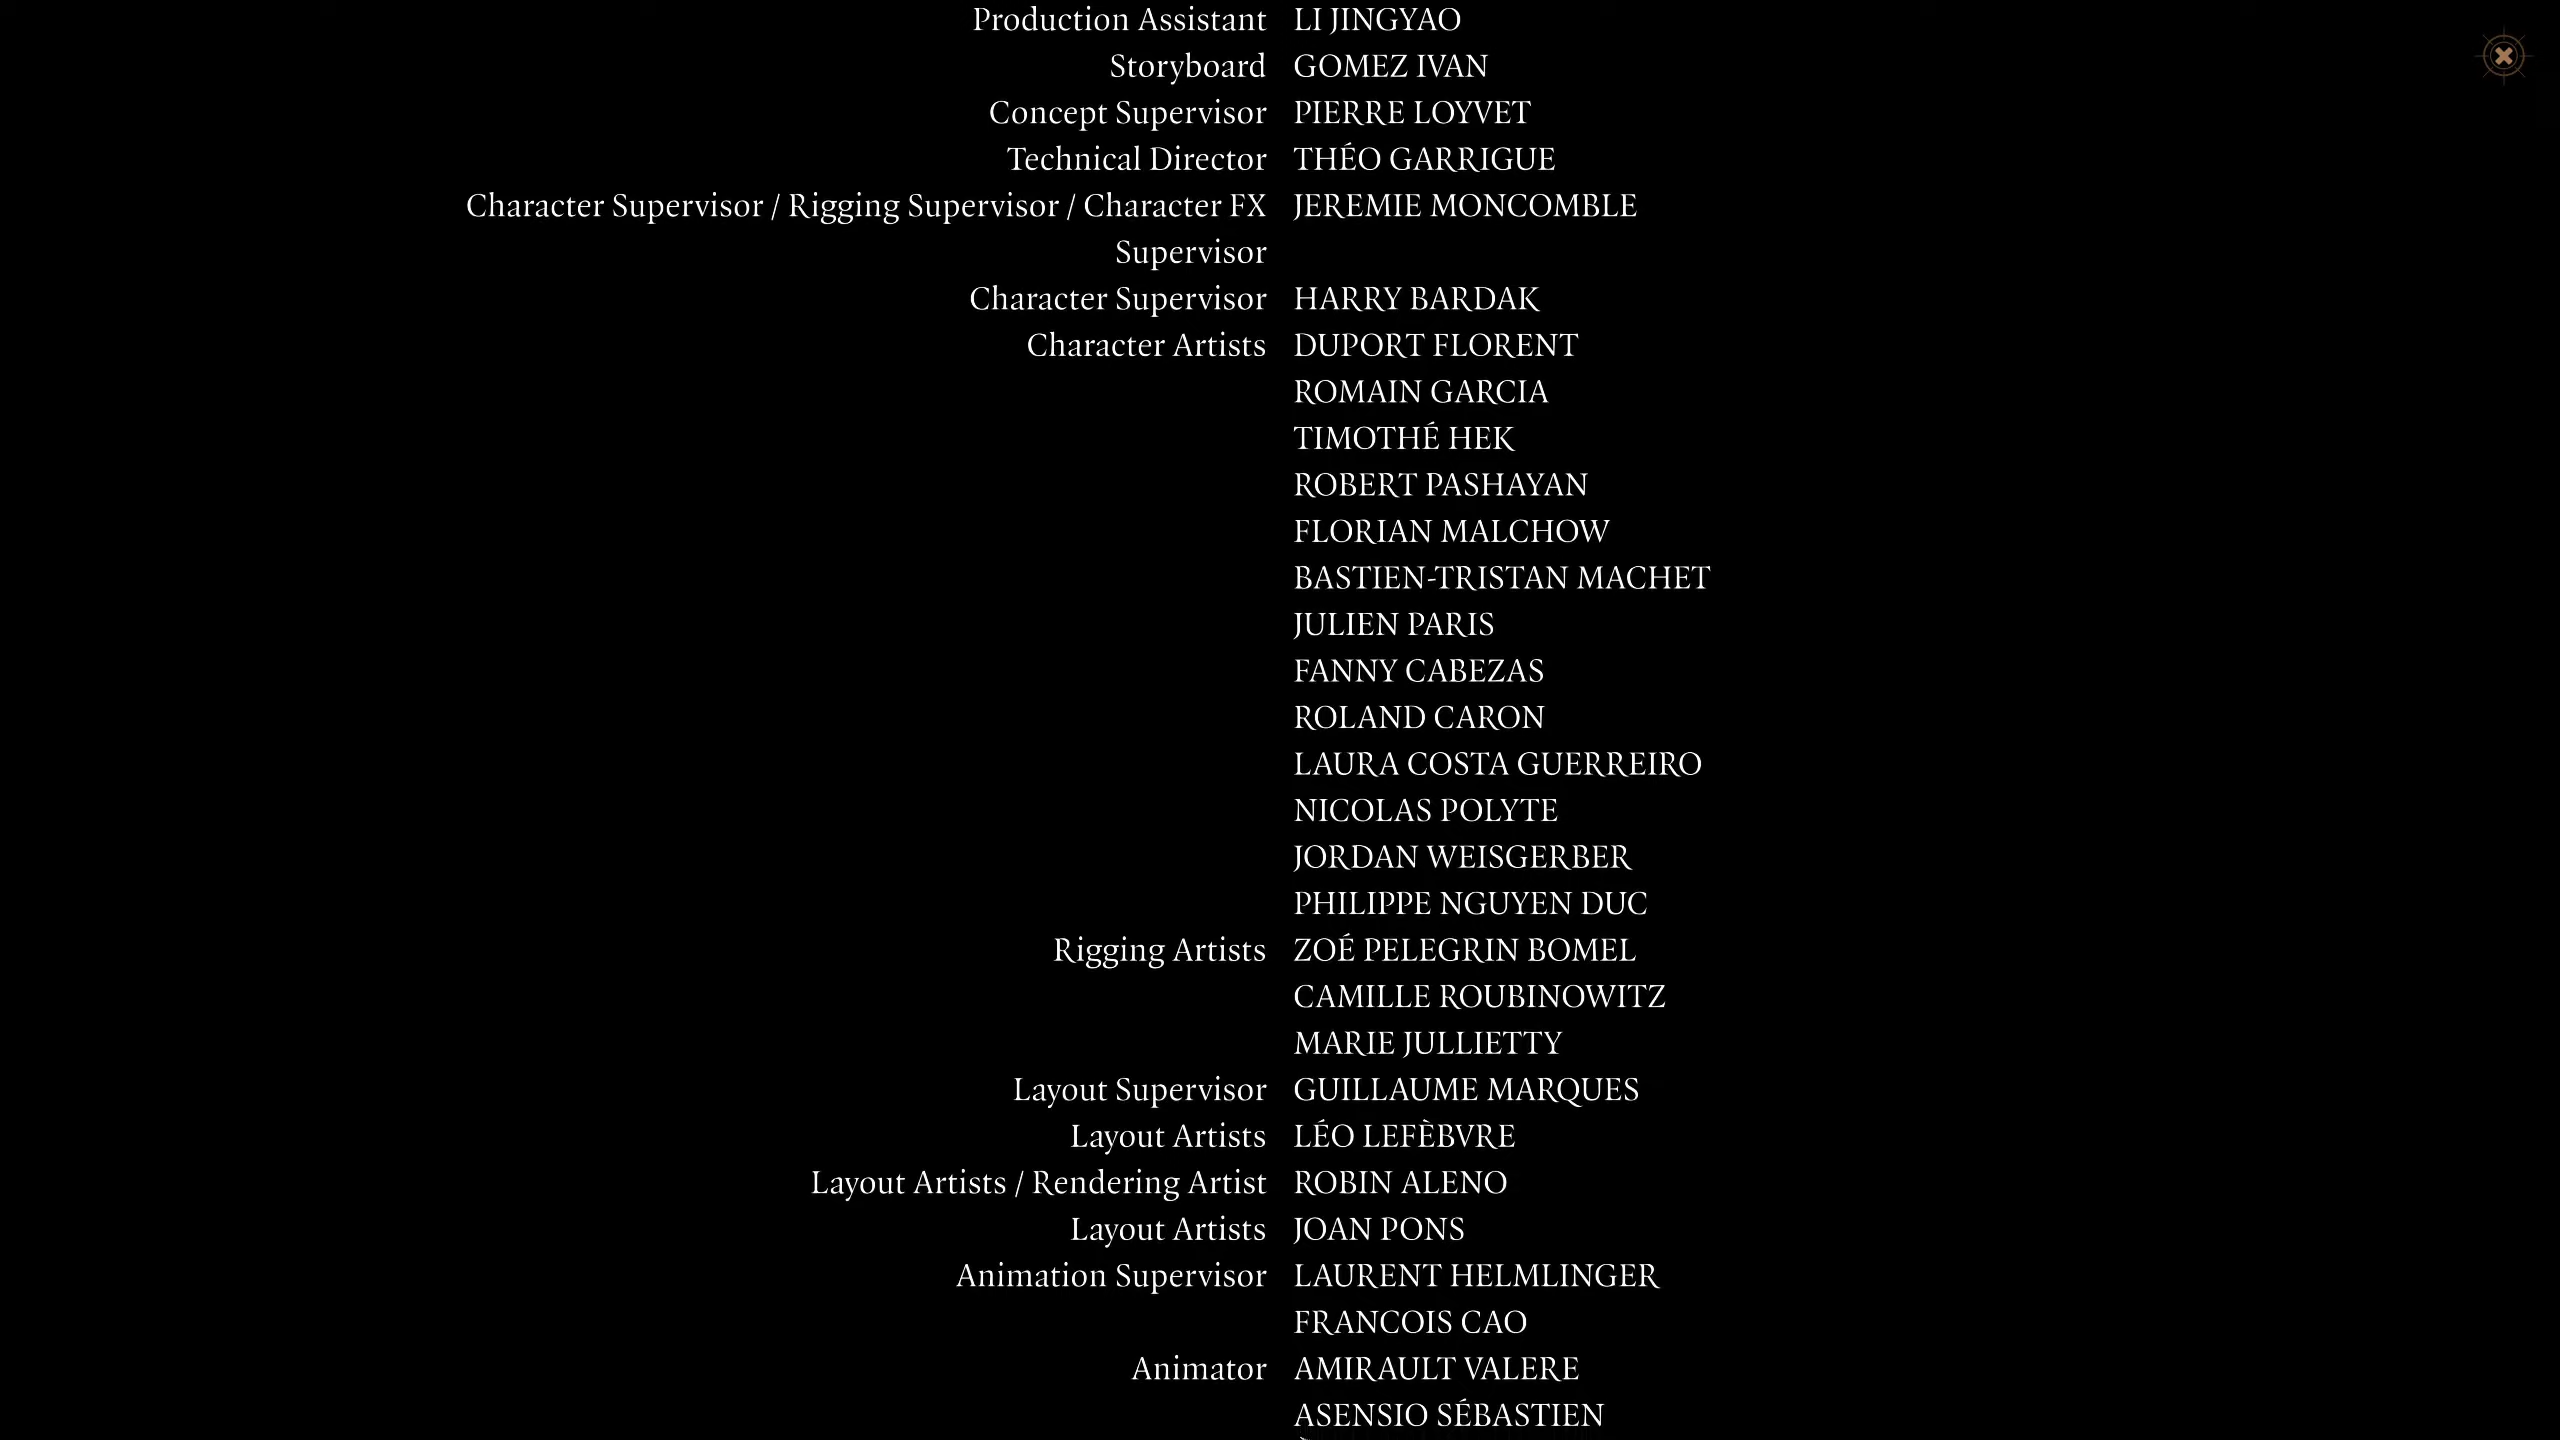 Production Assistant LI JINGYAO
Storyboard GOMEZ IVAN
Concept Supervisor PIERRE LOYVET
Technical Director THÉO GARRIGUE
Character Supervisor / Rigging Supervisor / Character FX JEREMIE MONCOMBLE
Supervisor
Character Supervisor HARRY BARDAK
Character Artists DUPORT FLORENT
ROMAIN GARCIA
TIMOTHÉ HEK
ROBERT PASHAYAN
FLORIAN MALCHOW
BASTIEN-TRISTAN MACHET
JULIEN PARIS
FANNY CABEZAS
ROLAND CARON
LAURA COSTA GUERREIRO
NICOLAS POLYTE
JORDAN WEISGERBER
PHILIPPE NGUYEN DUC
Rigging Artists ZOÉ PELEGRIN BOMEL
CAMILLE ROUBINOWITZ
MARIE JULLIETTY
Layout Supervisor GUILLAUME MARQUES
Layout Artists LÉO LEFÈBVRE
Layout Artists / Rendering Artist ROBIN ALENO
Layout Artists JOAN PONS
Animation Supervisor LAURENT HELMLINGER
FRANCOIS CAO
Animator AMIRAULT VALERE
ASENSIO SÉBASTIEN